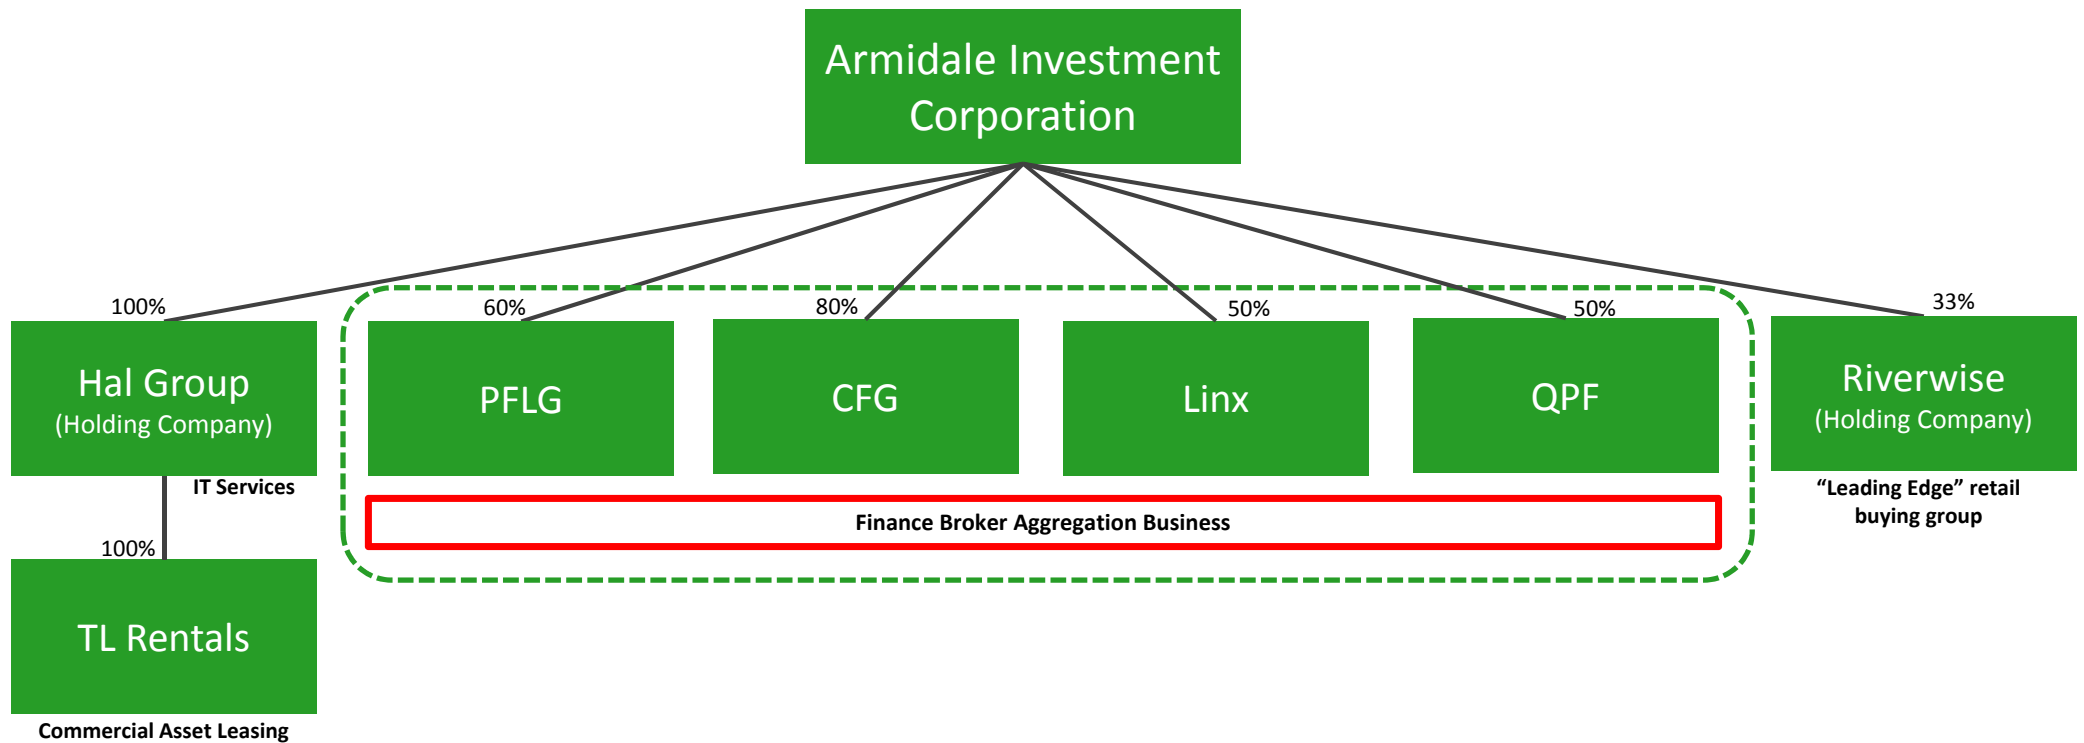 Armidale Investment
Corporation
100%
60%
80%
50%
50%
33%
Hal Group
(Holding Company)
PFLG
CFG
Linx
QPF
Riverwise
(Holding Company)
IT Services
“Leading Edge” retail
buying group
Finance Broker Aggregation Business
100%
TL Rentals
Commercial Asset Leasing